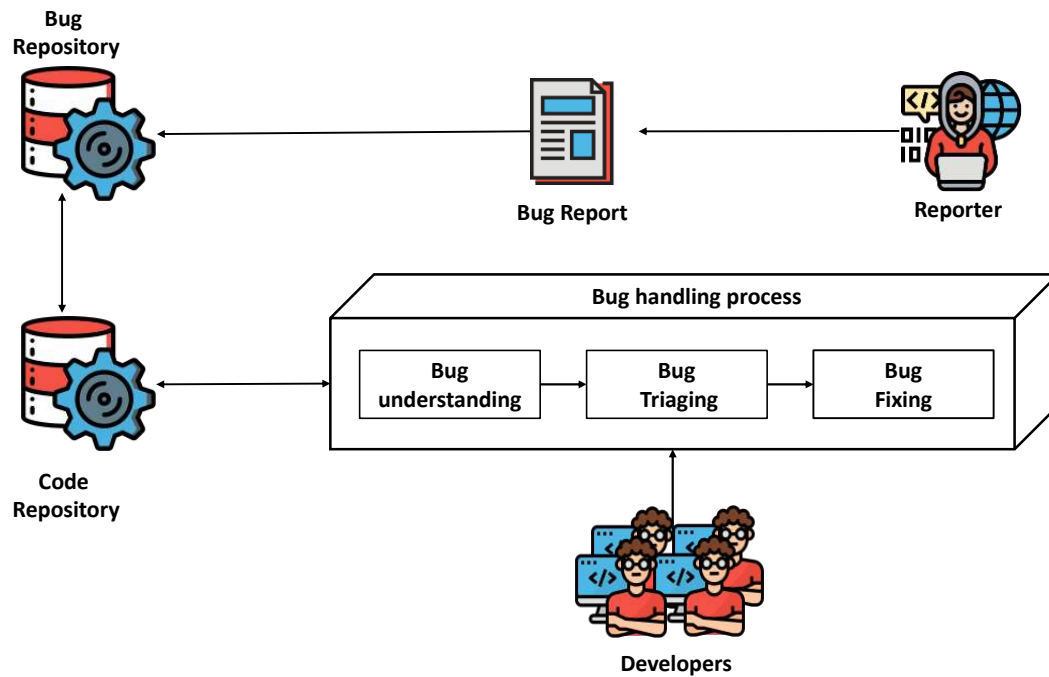 Bug
Repository
Bug Report
Reporter
Bug handling process
Bug
understanding
Bug
Triaging
Bug
Fixing
Code
Repository
Developers